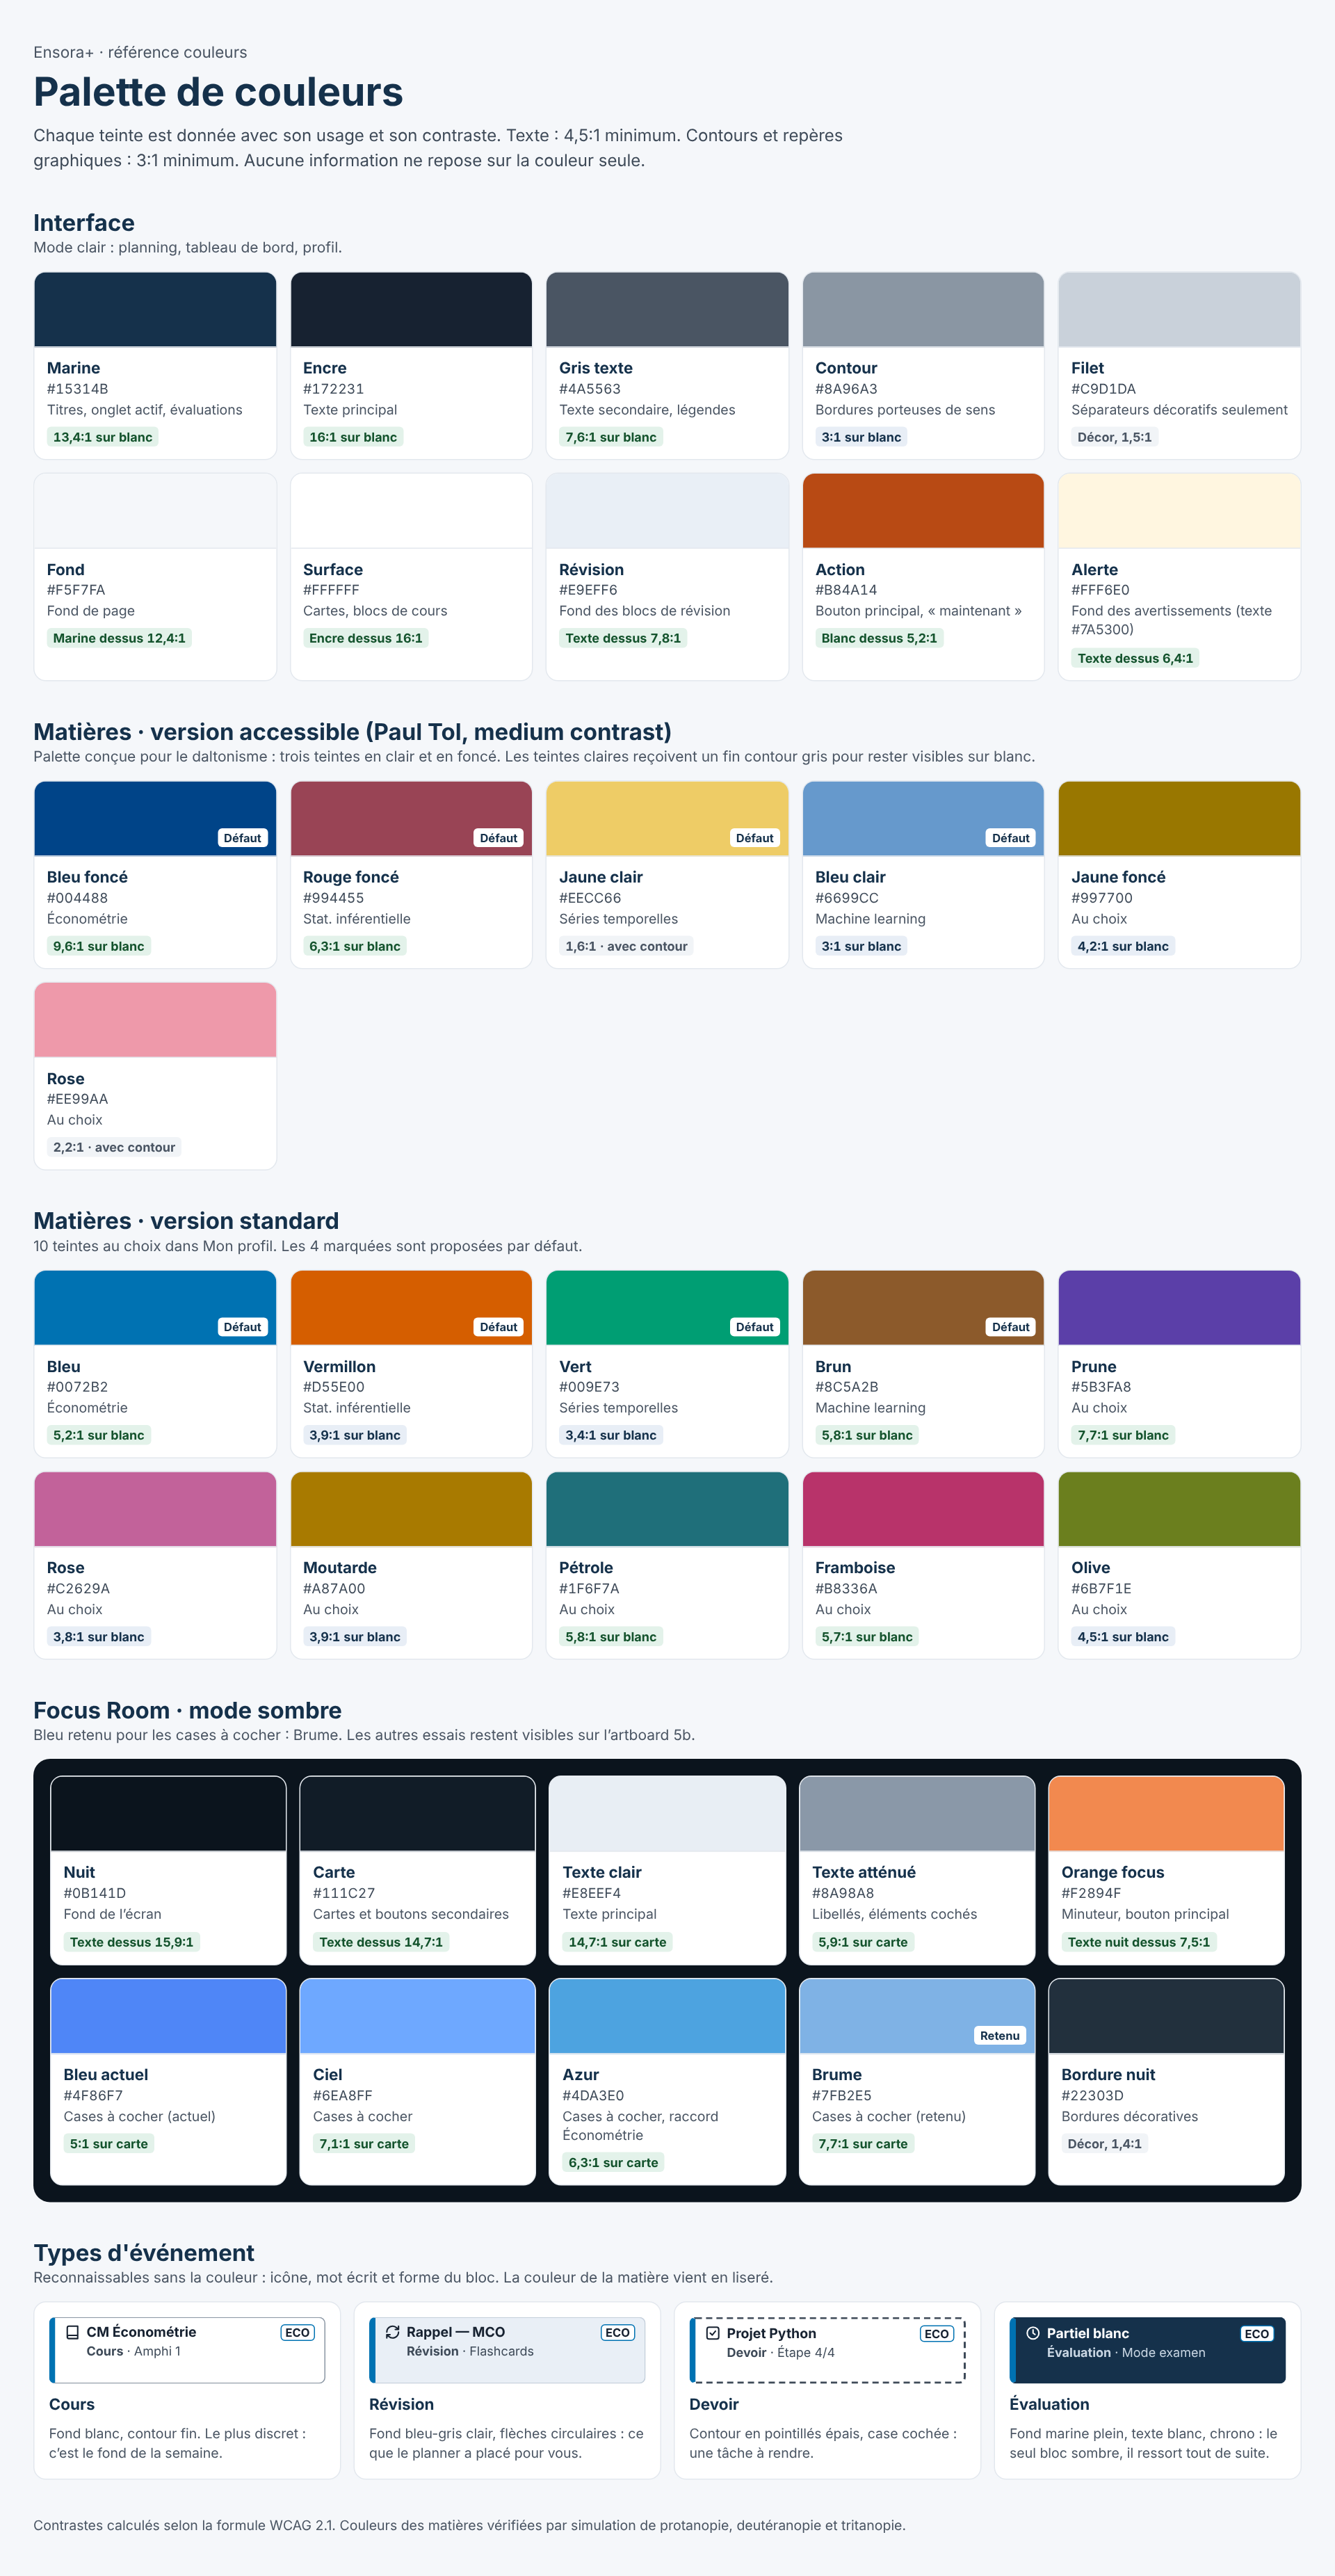 Ensora+ · référence couleurs
Palette de couleurs
Chaque teinte est donnée avec son usage et son contraste. Texte : 4,5:1 minimum. Contours et repères
graphiques : 3:1 minimum. Aucune information ne repose sur la couleur seule.
Interface
Mode clair : planning, tableau de bord, profil.
Marine
#15314B
Titres, onglet actif, évaluations
13,4:1 sur blanc
Encre
#172231
Texte principal
16:1 sur blanc
Gris texte
#4A5563
Texte secondaire, légendes
7,6:1 sur blanc
Contour
#8A96A3
Bordures porteuses de sens
3:1 sur blanc
Filet
#C9D1DA
Séparateurs décoratifs seulement
Décor, 1,5:1
Fond
#F5F7FA
Fond de page
Marine dessus 12,4:1
Surface
#FFFFFF
Cartes, blocs de cours
Encre dessus 16:1
Révision
#E9EFF6
Fond des blocs de révision
Texte dessus 7,8:1
Action
#B84A14
Bouton principal, « maintenant »
Blanc dessus 5,2:1
Alerte
#FFF6E0
Fond des avertissements (texte
#7A5300)
Texte dessus 6,4:1
Matières · version accessible (Paul Tol, medium contrast)
Palette conçue pour le daltonisme : trois teintes en clair et en foncé. Les teintes claires reçoivent un fin contour gris pour rester visibles sur blanc.
Défaut
Bleu foncé
#004488
Économétrie
9,6:1 sur blanc
Défaut
Rouge foncé
#994455
Stat. inférentielle
6,3:1 sur blanc
Défaut
Jaune clair
#EECC66
Séries temporelles
1,6:1 · avec contour
Défaut
Bleu clair
#6699CC
Machine learning
3:1 sur blanc
Jaune foncé
#997700
Au choix
4,2:1 sur blanc
Rose
#EE99AA
Au choix
2,2:1 · avec contour
Matières · version standard
10 teintes au choix dans Mon profil. Les 4 marquées sont proposées par défaut.
Défaut
Bleu
#0072B2
Économétrie
5,2:1 sur blanc
Défaut
Vermillon
#D55E00
Stat. inférentielle
3,9:1 sur blanc
Défaut
Vert
#009E73
Séries temporelles
3,4:1 sur blanc
Défaut
Brun
#8C5A2B
Machine learning
5,8:1 sur blanc
Prune
#5B3FA8
Au choix
7,7:1 sur blanc
Rose
#C2629A
Au choix
3,8:1 sur blanc
Moutarde
#A87A00
Au choix
3,9:1 sur blanc
Pétrole
#1F6F7A
Au choix
5,8:1 sur blanc
Framboise
#B8336A
Au choix
5,7:1 sur blanc
Olive
#6B7F1E
Au choix
4,5:1 sur blanc
Focus Room · mode sombre
Bleu retenu pour les cases à cocher : Brume. Les autres essais restent visibles sur l’artboard 5b.
Nuit
#0B141D
Fond de l’écran
Texte dessus 15,9:1
Carte
#111C27
Cartes et boutons secondaires
Texte dessus 14,7:1
Texte clair
#E8EEF4
Texte principal
14,7:1 sur carte
Texte atténué
#8A98A8
Libellés, éléments cochés
5,9:1 sur carte
Orange focus
#F2894F
Minuteur, bouton principal
Texte nuit dessus 7,5:1
Bleu actuel
#4F86F7
Cases à cocher (actuel)
5:1 sur carte
Ciel
#6EA8FF
Cases à cocher
7,1:1 sur carte
Azur
#4DA3E0
Cases à cocher, raccord
Économétrie
6,3:1 sur carte
Retenu
Brume
#7FB2E5
Cases à cocher (retenu)
7,7:1 sur carte
Bordure nuit
#22303D
Bordures décoratives
Décor, 1,4:1
Types d'événement
Reconnaissables sans la couleur : icône, mot écrit et forme du bloc. La couleur de la matière vient en liseré.
CM Économétrie
ECO
Cours · Amphi 1
Cours
Fond blanc, contour fin. Le plus discret :
c’est le fond de la semaine.
Rappel — MCO
ECO
Révision · Flashcards
Révision
Fond bleu-gris clair, flèches circulaires : ce
que le planner a placé pour vous.
Projet Python
ECO
Devoir · Étape 4/4
Devoir
Contour en pointillés épais, case cochée :
une tâche à rendre.
Partiel blanc
ECO
Évaluation · Mode examen
Évaluation
Fond marine plein, texte blanc, chrono : le
seul bloc sombre, il ressort tout de suite.
Contrastes calculés selon la formule WCAG 2.1. Couleurs des matières vérifiées par simulation de protanopie, deutéranopie et tritanopie.